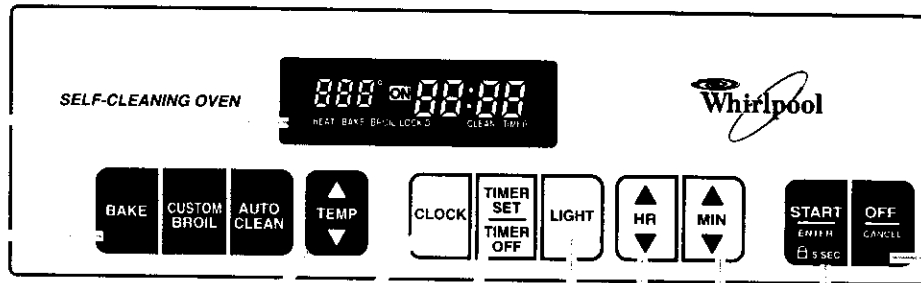 SELF-CLEANING OVEN
888° ON 88:88
HEAT BAKE BROIL LOCK'D CLEAN TIMER
Whirlpool
BAKE
CUSTOM
BROIL
AUTO
CLEAN
TEMP
CLOCK
TIMER
SET
TIMER
OFF
LIGHT
HR
MIN
START
ENTER
5 SEC
OFF
CANCEL